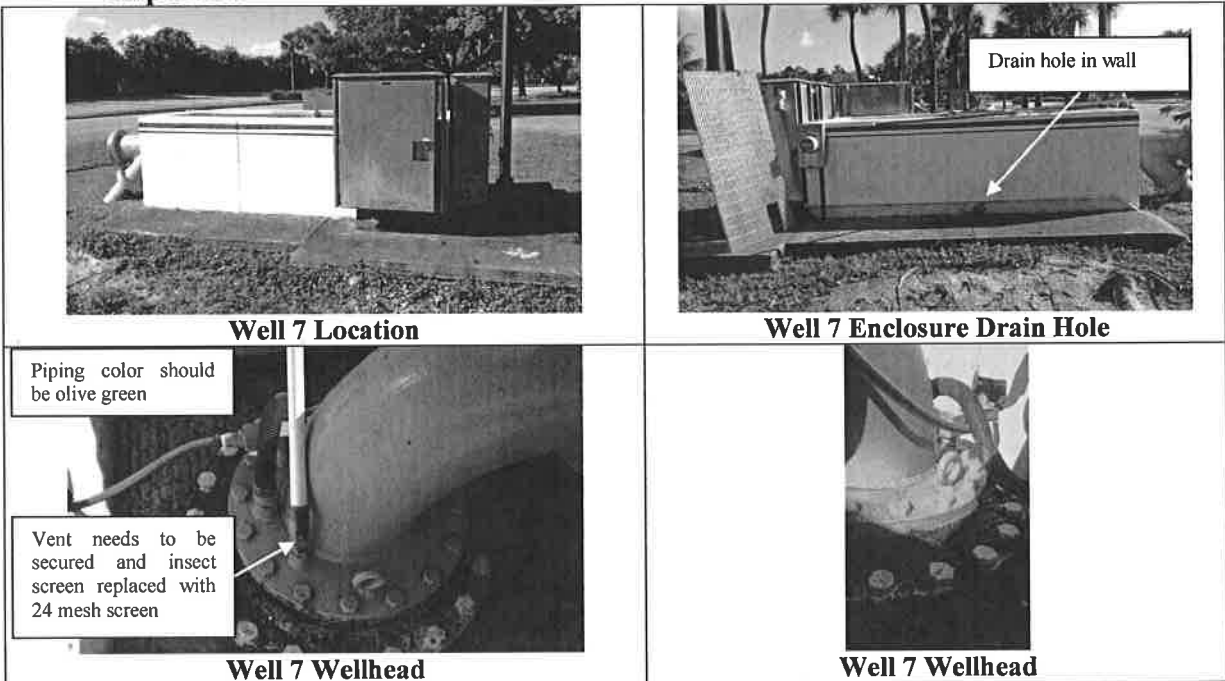 Drain hole in wall
Well 7 Location
Well 7 Enclosure Drain Hole
Piping color should
be olive green
Vent needs to be
secured and insect
screen replaced with
24 mesh screen
Well 7 Wellhead
Well 7 Wellhead